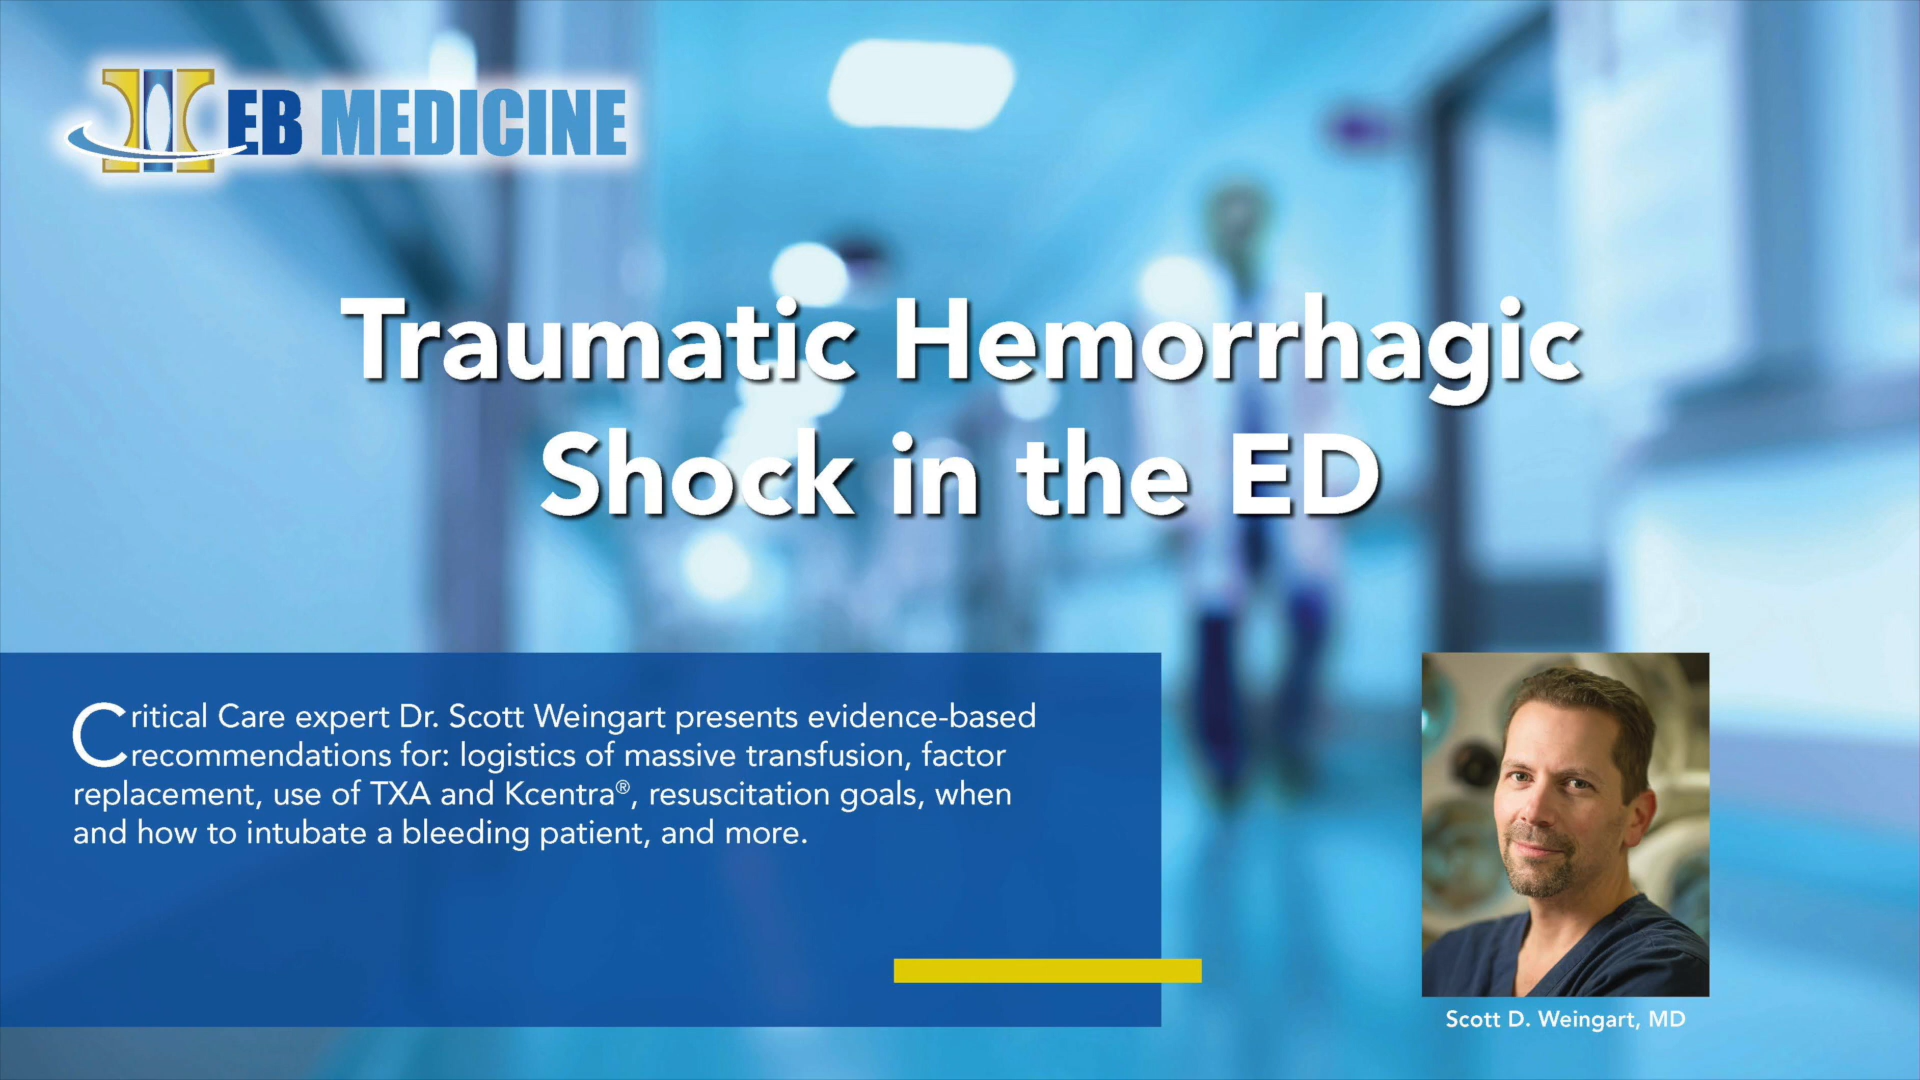 EB MEDICINE
Traumatic Hemorrhagic
Shock in the ED
Critical Care expert Dr. Scott Weingart presents evidence-based
recommendations for: logistics of massive transfusion, factor
replacement, use of TXA and Kcentra®, resuscitation goals, when
and how to intubate a bleeding patient, and more.
Scott D. Weingart, MD